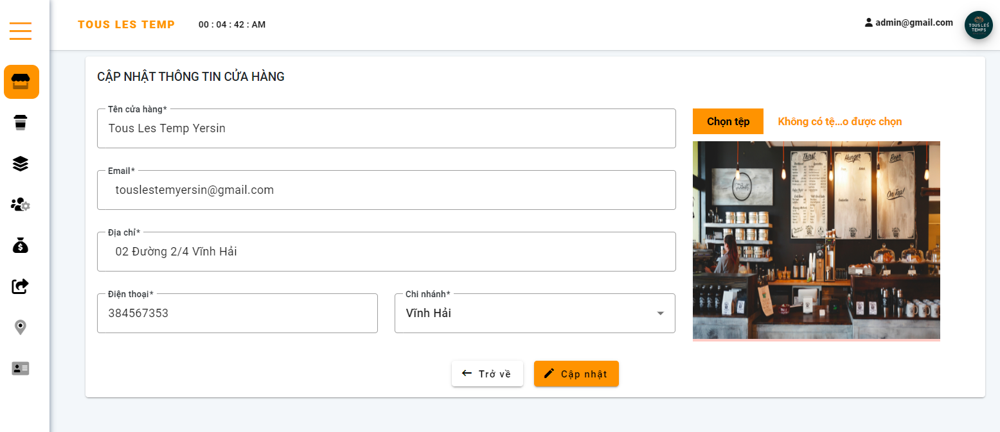 TOUS LES TEMP
00 : 04 : 42 : AM
admin@gmail.com
TOUS LES
TEMPS
CẬP NHẬT THÔNG TIN CỬA HÀNG
Tên cửa hàng*
Tous Les Temp Yersin
Chọn tệp
Không có tệ...o được chọn
Email*
touslestemyersin@gmail.com
Thirst
Hunger
Beer
On Tap!
Địa chỉ*
02 Đường 2/4 Vĩnh Hải
Điện thoại*
384567353
Chi nhánh*
Vĩnh Hải
Trở về
Cập nhật